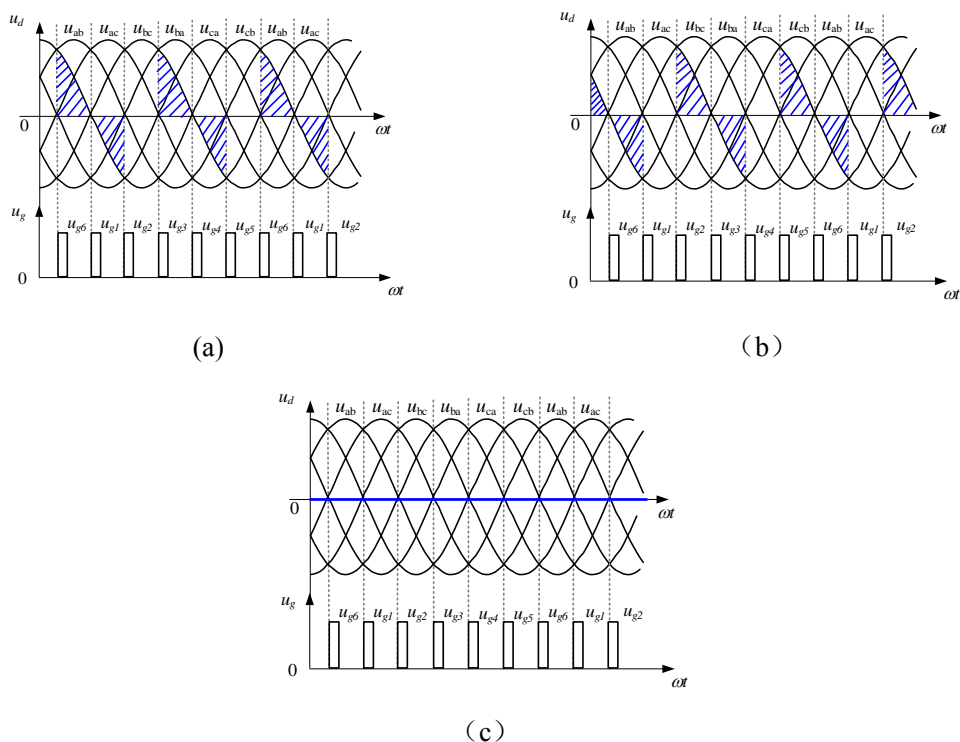 u_d u_ab u_ac u_bc u_ba u_ca u_cb u_ab u_ac
0 ωt
u_g u_g6 u_g1 u_g2 u_g3 u_g4 u_g5 u_g6 u_g1 u_g2
0 ωt
(a)
u_d u_ab u_ac u_bc u_ba u_ca u_cb u_ab u_ac
0 ωt
u_g u_g6 u_g1 u_g2 u_g3 u_g4 u_g5 u_g6 u_g1 u_g2
0 ωt
（b）
u_d u_ab u_ac u_bc u_ba u_ca u_cb u_ab u_ac
0 ωt
u_g u_g6 u_g1 u_g2 u_g3 u_g4 u_g5 u_g6 u_g1 u_g2
0 ωt
（c）